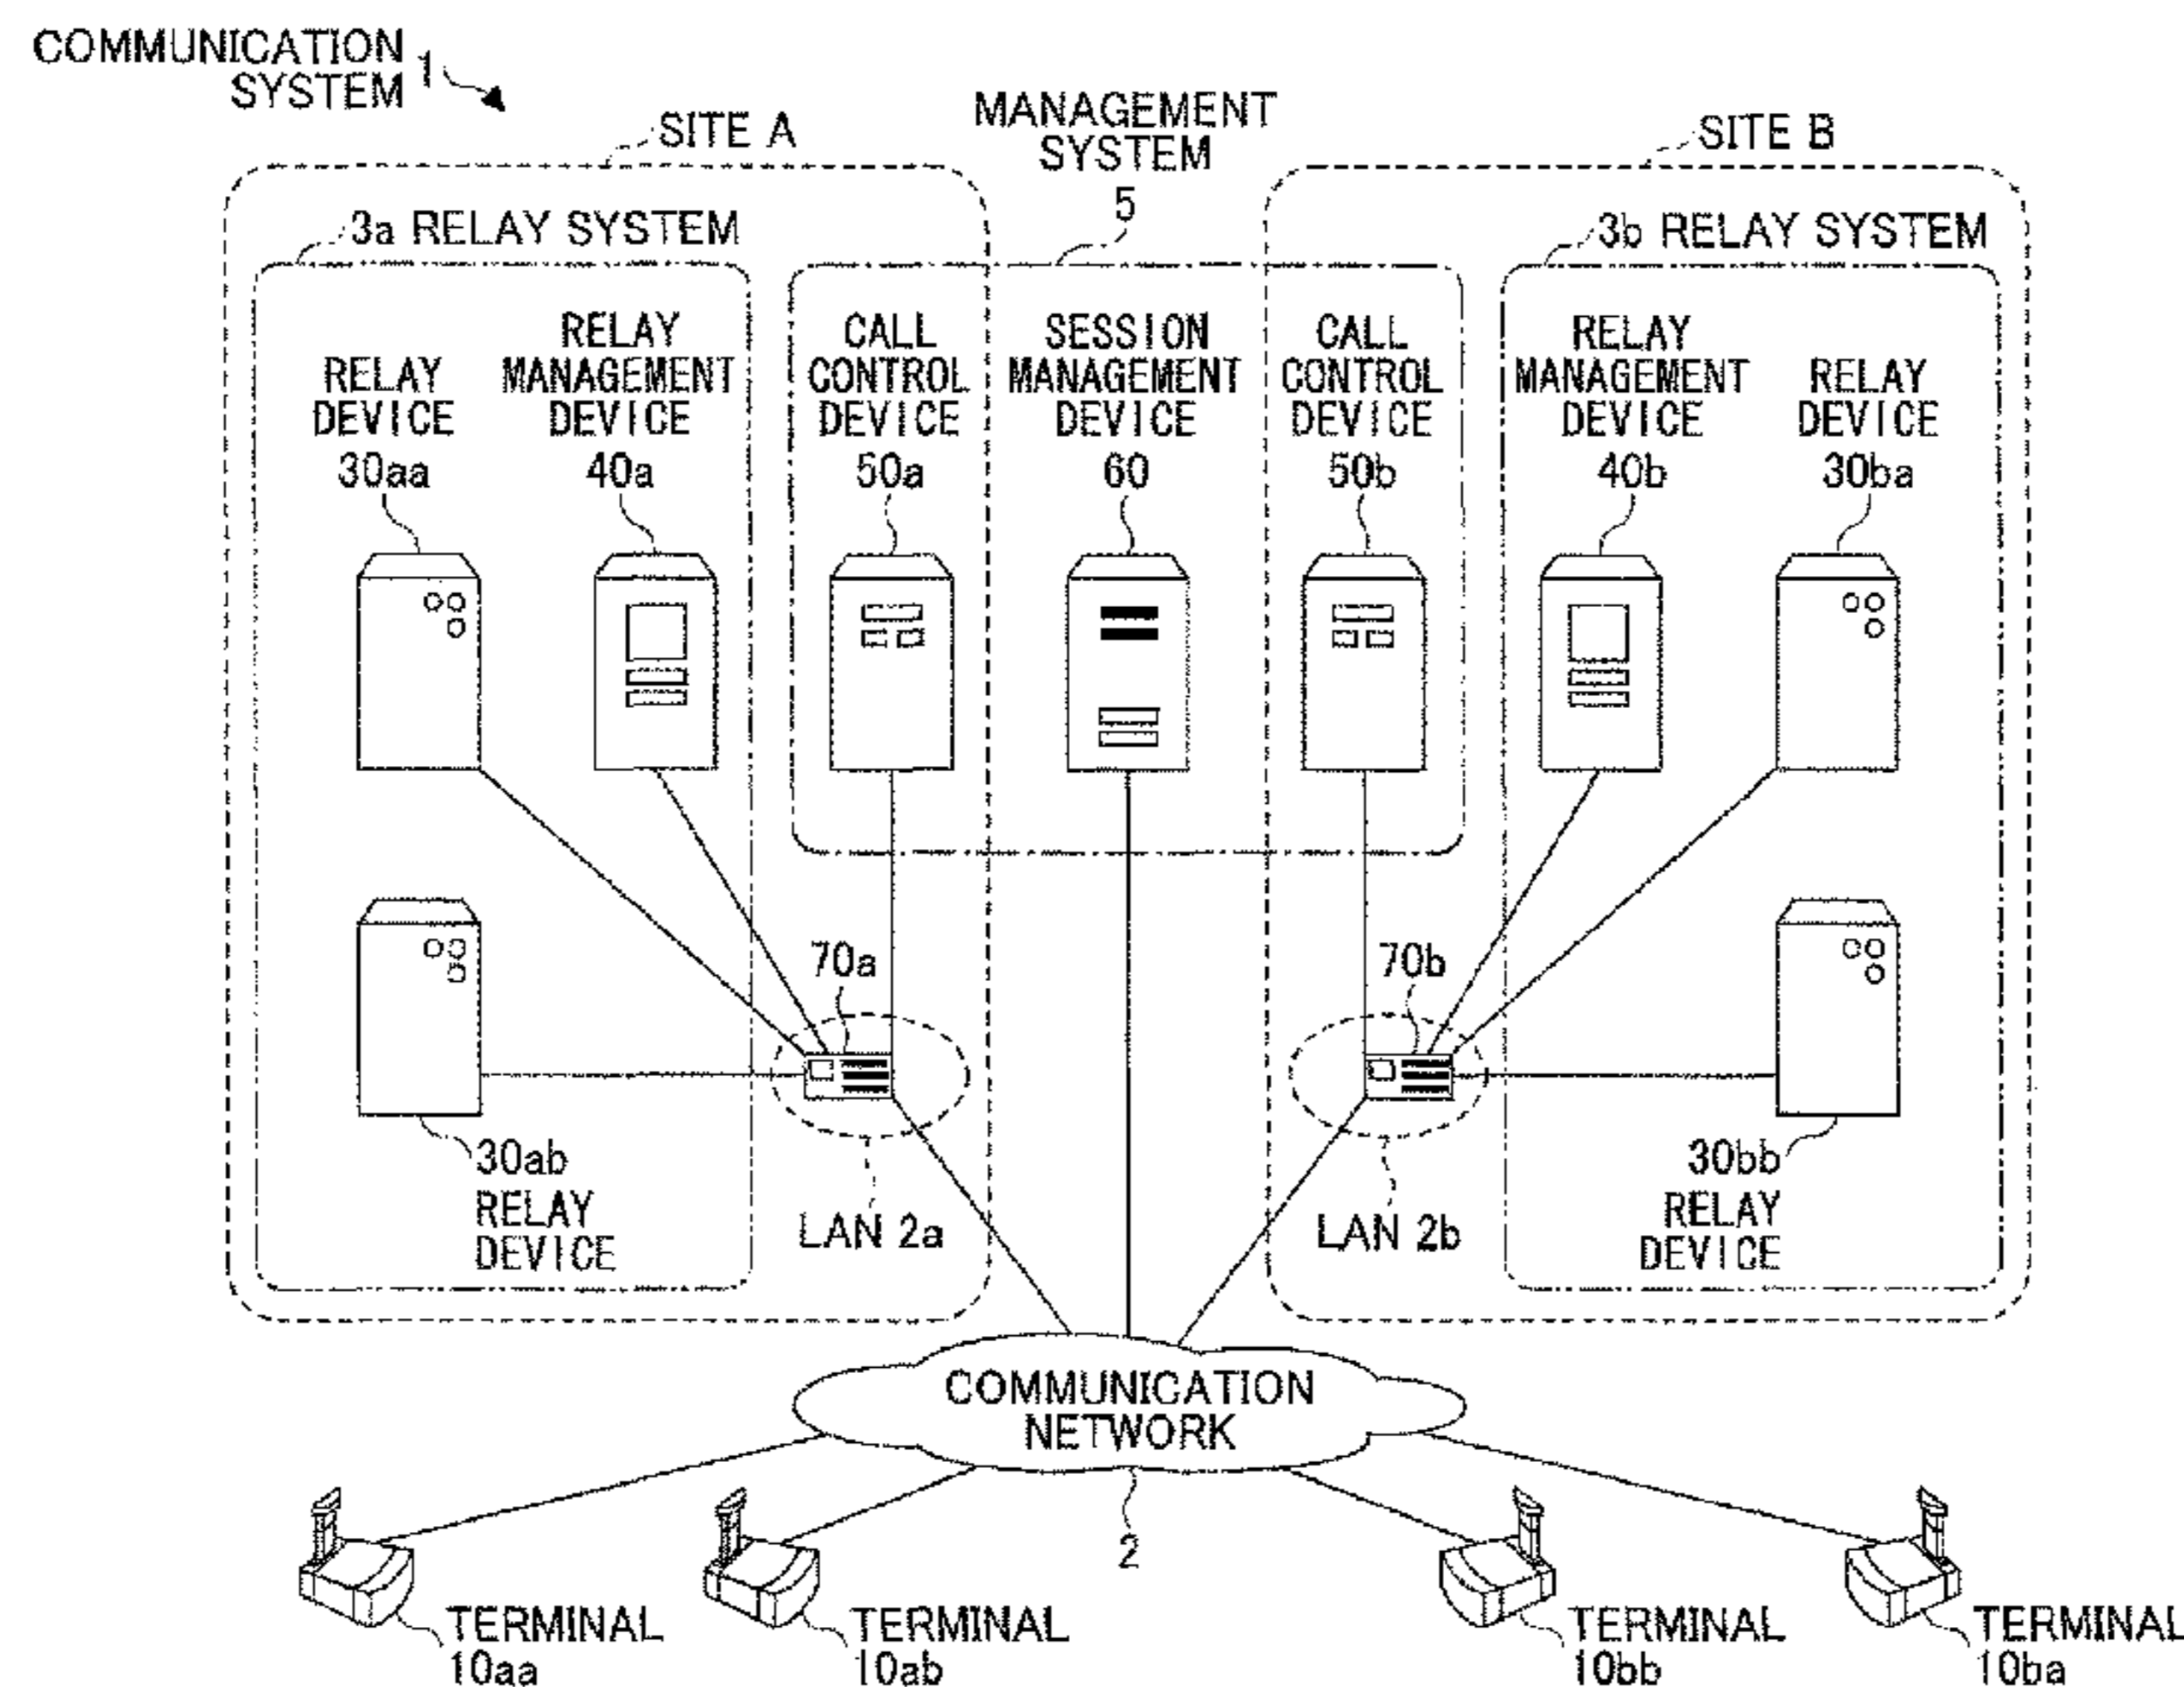 COMMUNICATION
SYSTEM 1
SITE A
MANAGEMENT
SYSTEM
5
SITE B
3a RELAY SYSTEM
3b RELAY SYSTEM
RELAY
DEVICE
30aa
RELAY
MANAGEMENT
DEVICE
40a
CALL
CONTROL
DEVICE
50a
SESSION
MANAGEMENT
DEVICE
60
CALL
CONTROL
DEVICE
50b
RELAY
MANAGEMENT
DEVICE
40b
RELAY
DEVICE
30ba
70a
70b
30ab
RELAY
DEVICE
LAN 2a
LAN 2b
30bb
RELAY
DEVICE
COMMUNICATION
NETWORK
2
TERMINAL
10aa
TERMINAL
10ab
TERMINAL
10bb
TERMINAL
10ba